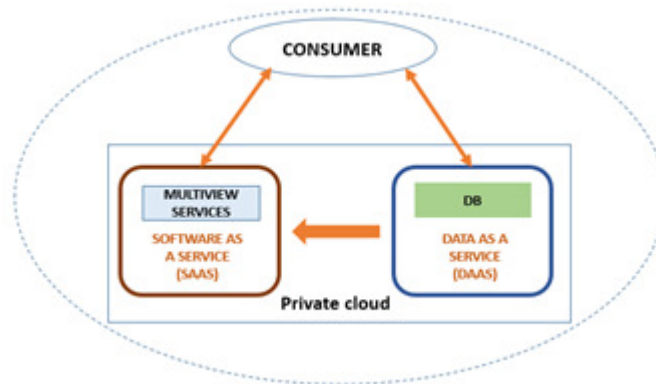 CONSUMER
MULTIVIEW
SERVICES
SOFTWARE AS
A SERVICE
(SAAS)
DB
DATA AS A
SERVICE
(DAAS)
Private cloud